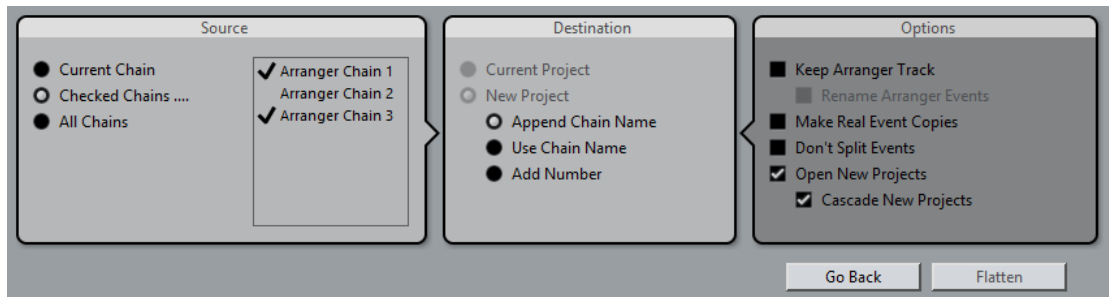 Source
Current Chain
Checked Chains ....
All Chains
Arranger Chain 1
Arranger Chain 2
Arranger Chain 3
Destination
Current Project
New Project
Append Chain Name
Use Chain Name
Add Number
Options
Keep Arranger Track
Rename Arranger Events
Make Real Event Copies
Don't Split Events
Open New Projects
Cascade New Projects
Go Back
Flatten